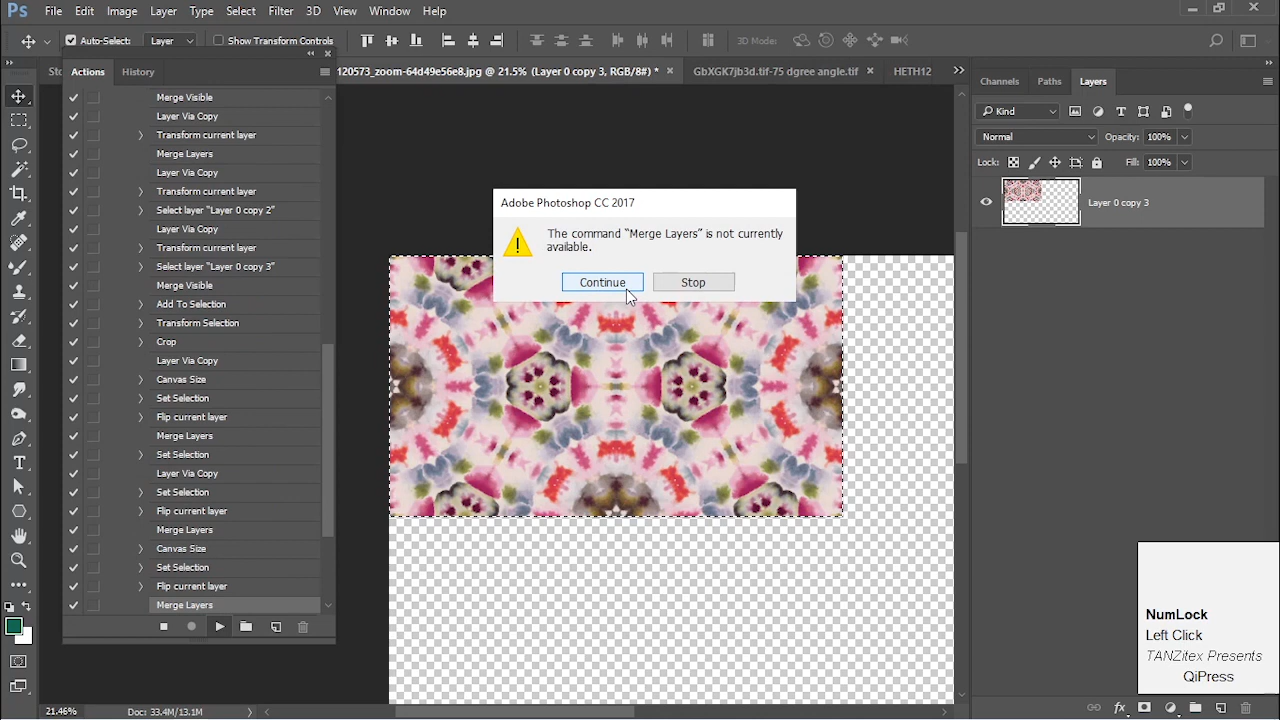 Ps File Edit Image Layer Type Select Filter 3D View Window Help
Auto-Select: Layer Show Transform Controls 3D Mode:
Actions History
Sto 120573_zoom-64d49e56e8.jpg @ 21.5% (Layer 0 copy 3, RGB/8#) * × GbXGK7jb3d.tif-75 dgree angle.tif × HETH12 >>
Merge Visible
Layer Via Copy
Transform current layer
Merge Layers
Layer Via Copy
Transform current layer
Select layer "Layer 0 copy 2"
Layer Via Copy
Transform current layer
Select layer "Layer 0 copy 3"
Merge Visible
Add To Selection
Transform Selection
Crop
Layer Via Copy
Canvas Size
Set Selection
Flip current layer
Merge Layers
Set Selection
Layer Via Copy
Set Selection
Flip current layer
Merge Layers
Canvas Size
Set Selection
Flip current layer
Merge Layers
Adobe Photoshop CC 2017
The command "Merge Layers" is not currently
available.
Continue Stop
Channels Paths Layers
Kind
Normal Opacity: 100%
Lock: Fill: 100%
Layer 0 copy 3
NumLock
Left Click
TANZitex Presents
QiPress
21.46% Doc: 33.4M/13.1M
fx